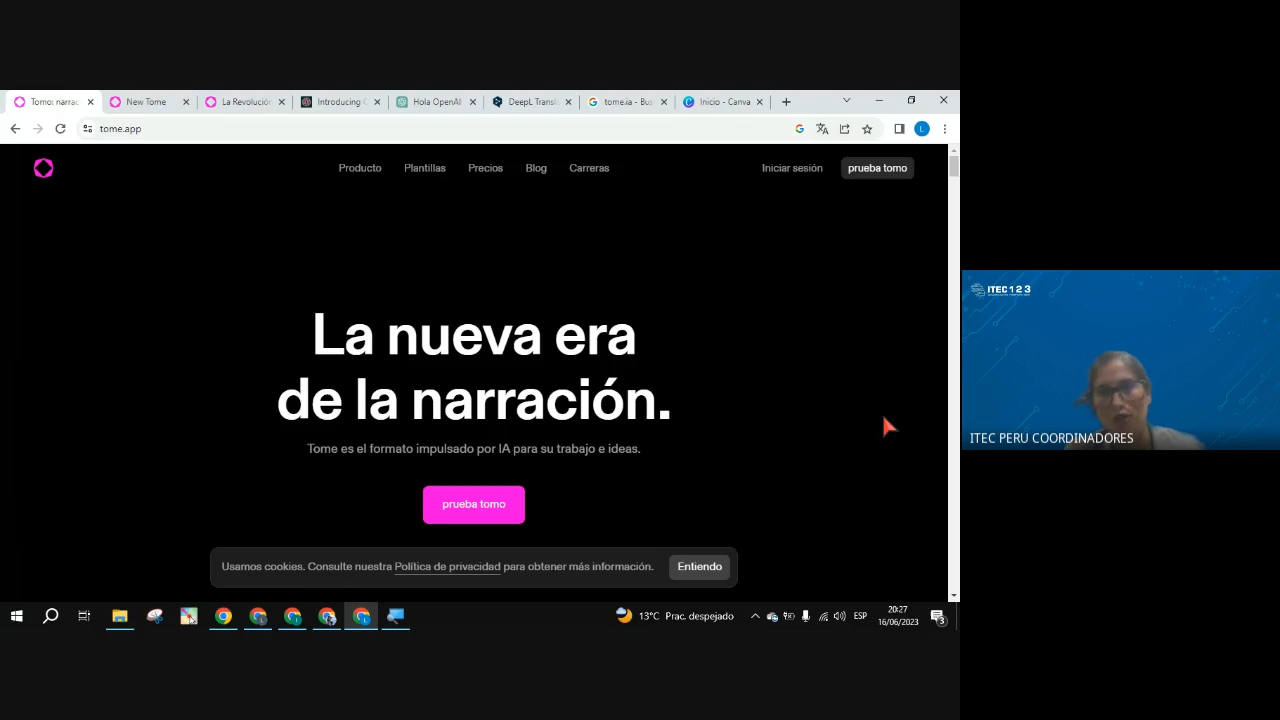 Tomo: narrac
New Tome
La Revolución
Introducing C
Hola OpenAI
DeepL Transl
tome.ia - Bus
Inicio - Canva
tome.app
Producto
Plantillas
Precios
Blog
Carreras
Iniciar sesión
prueba tomo
La nueva era
de la narración.
Tome es el formato impulsado por IA para su trabajo e ideas.
prueba tomo
Usamos cookies. Consulte nuestra Política de privacidad para obtener más información.
Entiendo
13°C Prac. despejado
ESP
20:27
16/06/2023
3
ITEC 1 2 3
ITEC PERU COORDINADORES